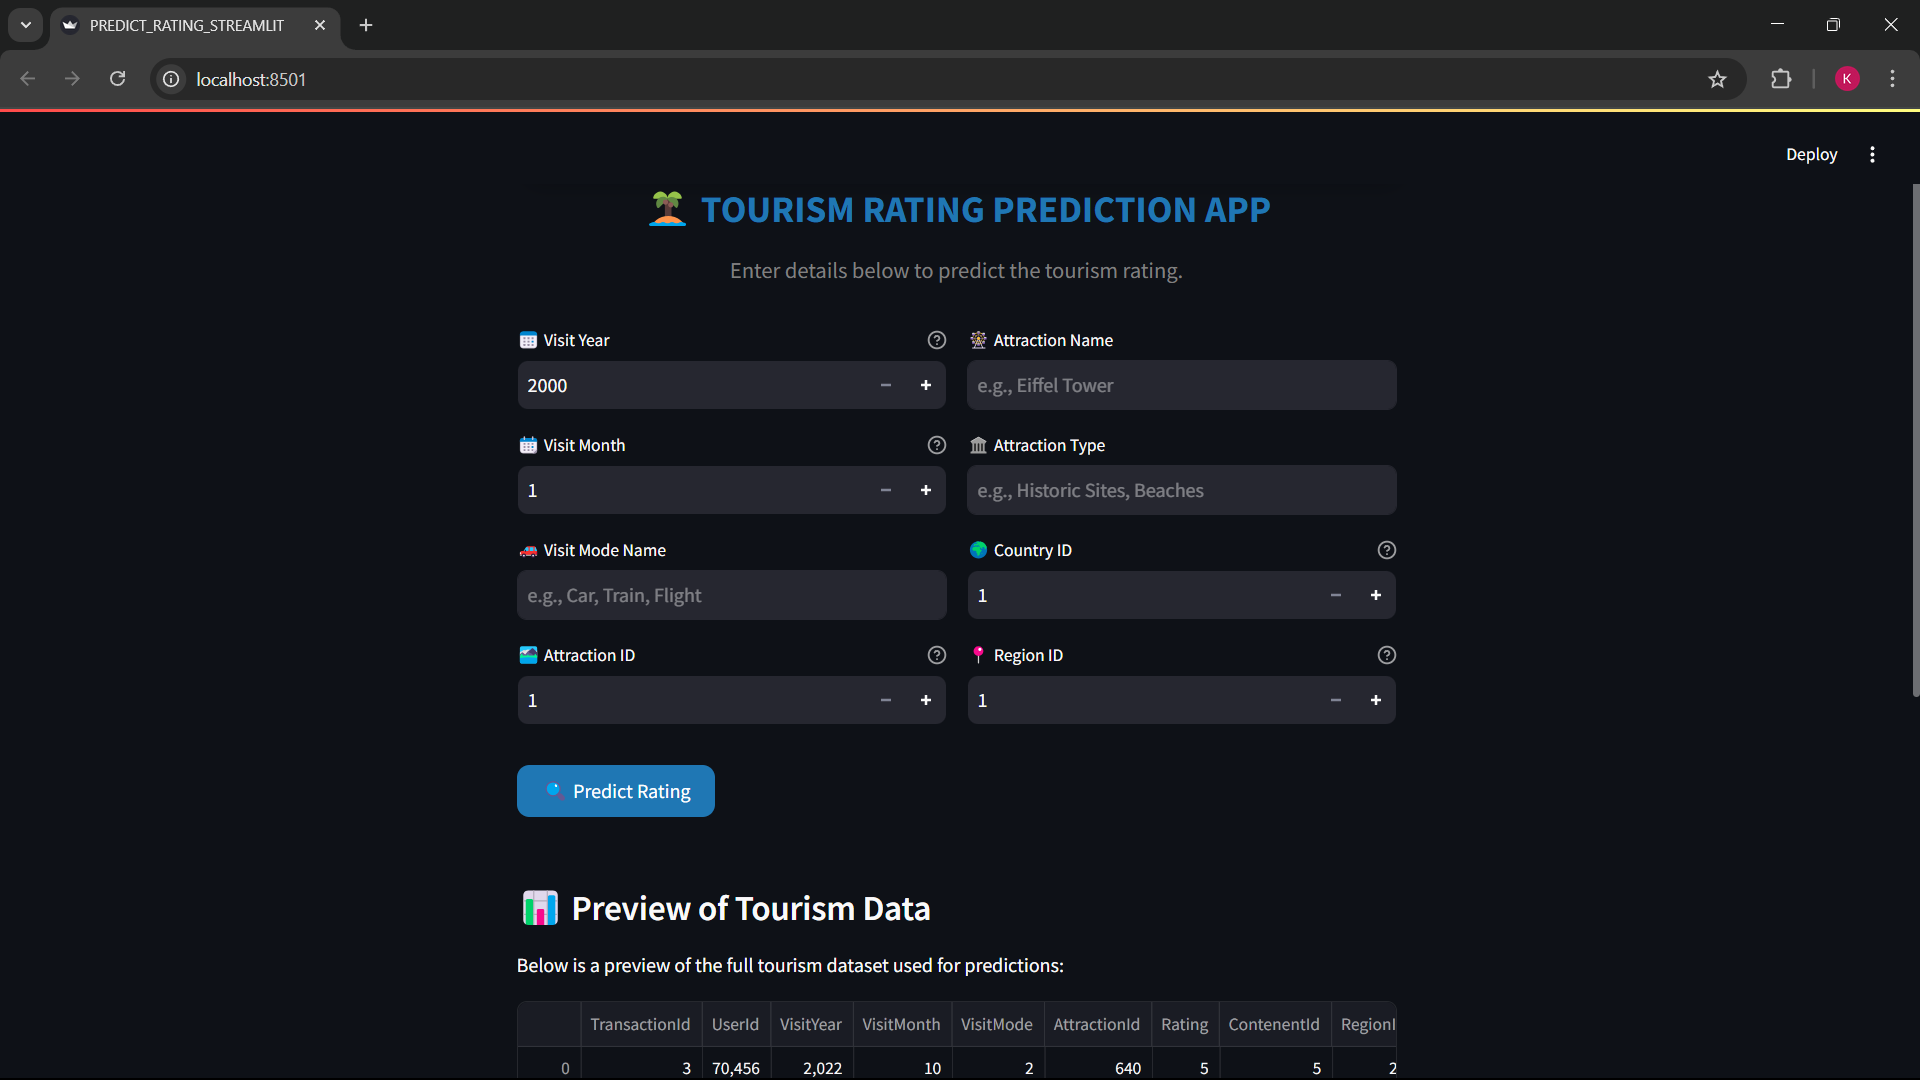 PREDICT_RATING_STREAMLIT
localhost:8501
K
Deploy
TOURISM RATING PREDICTION APP
Enter details below to predict the tourism rating.
Visit Year
Attraction Name
2000
e.g., Eiffel Tower
Visit Month
Attraction Type
1
e.g., Historic Sites, Beaches
Visit Mode Name
Country ID
e.g., Car, Train, Flight
1
Attraction ID
Region ID
1
1
Predict Rating
Preview of Tourism Data
Below is a preview of the full tourism dataset used for predictions:
TransactionId UserId VisitYear VisitMonth VisitMode AttractionId Rating ContenentId RegionI
0 3 70,456 2,022 10 2 640 5 5 2